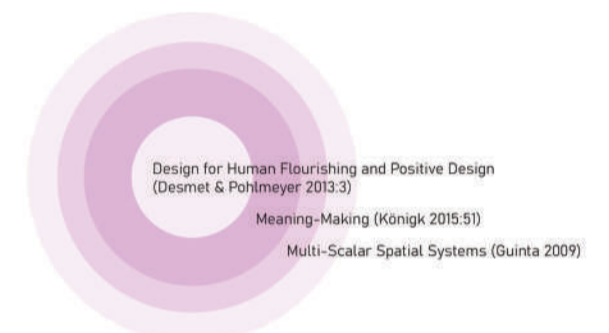 Design for Human Flourishing and Positive Design
(Desmet & Pohlmeyer 2013:3)
Meaning-Making (Königk 2015:51)
Multi-Scalar Spatial Systems (Guinta 2009)